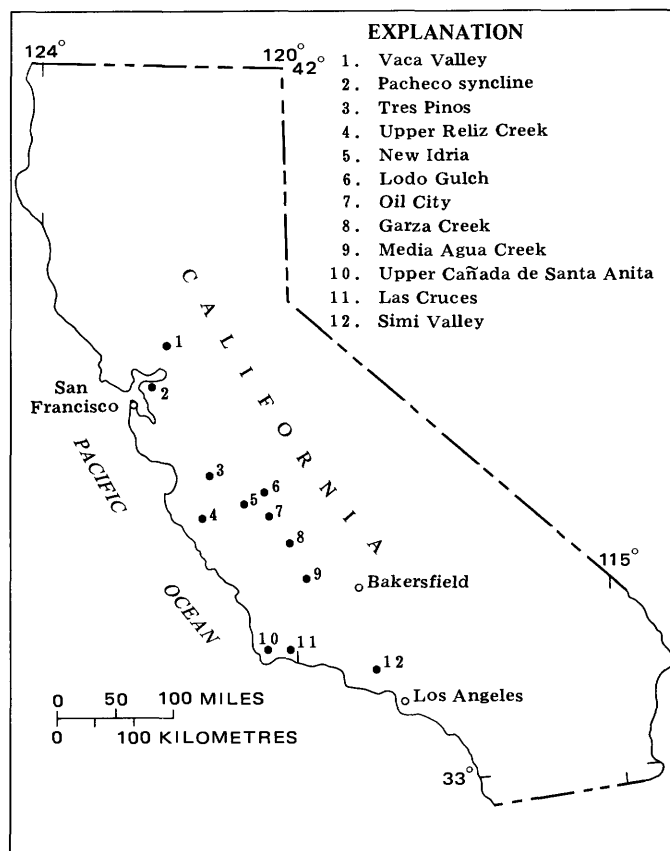 EXPLANATION
1. Vaca Valley
2. Pacheco syncline
3. Tres Pinos
4. Upper Reliz Creek
5. New Idria
6. Lodo Gulch
7. Oil City
8. Garza Creek
9. Media Agua Creek
10. Upper Cañada de Santa Anita
11. Las Cruces
12. Simi Valley
124°
120°
42°
CALIFORNIA
1
2
San
Francisco
PACIFIC
3
6
5
7
4
8
115°
9
Bakersfield
OCEAN
10
11
12
Los Angeles
0 50 100 MILES
0 100 KILOMETRES
33°